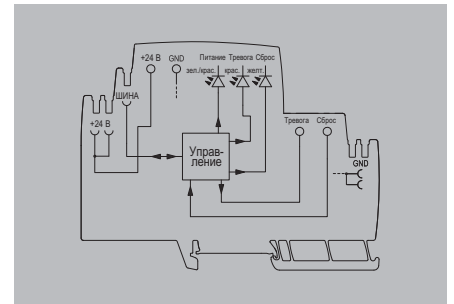 +24 В GND Питание Тревога Сброс
зел./крас. крас. желт.
ШИНА
+24 В
Тревога Сброс
Управ-
ление
GND